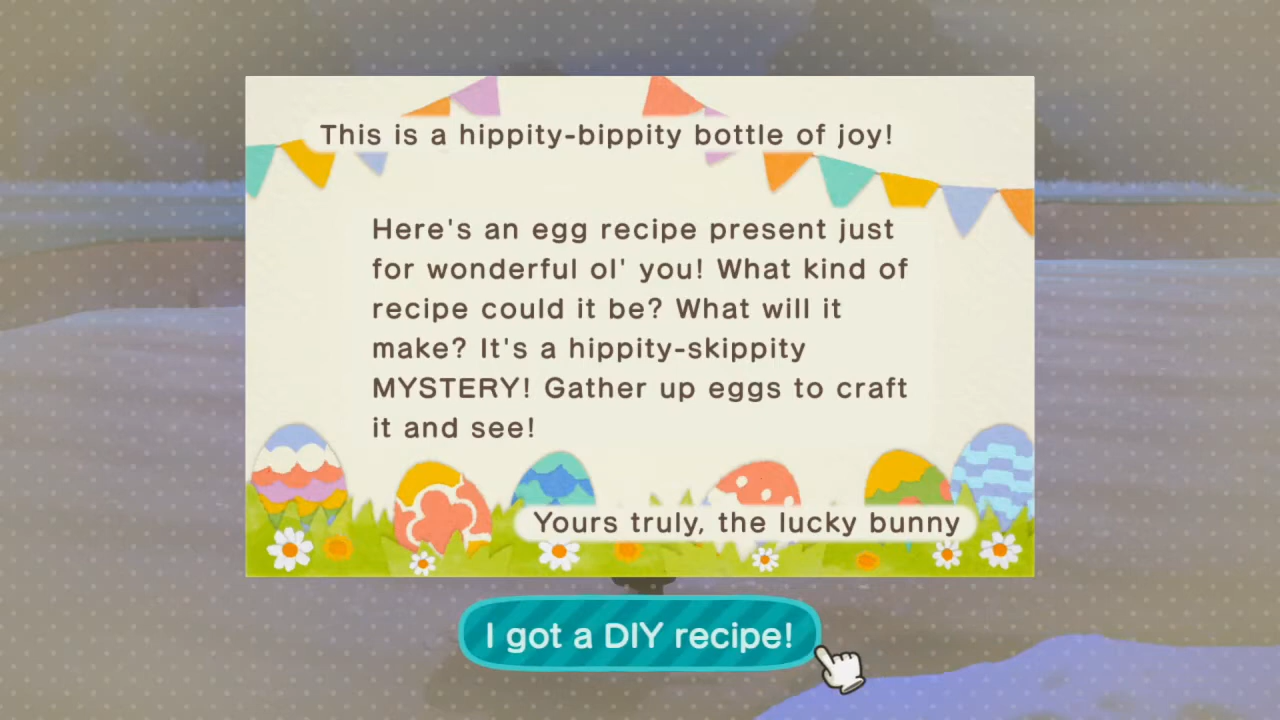 This is a hippity-bippity bottle of joy!
Here's an egg recipe present just
for wonderful ol' you! What kind of
recipe could it be? What will it
make? It's a hippity-skippity
MYSTERY! Gather up eggs to craft
it and see!
Yours truly, the lucky bunny
I got a DIY recipe!